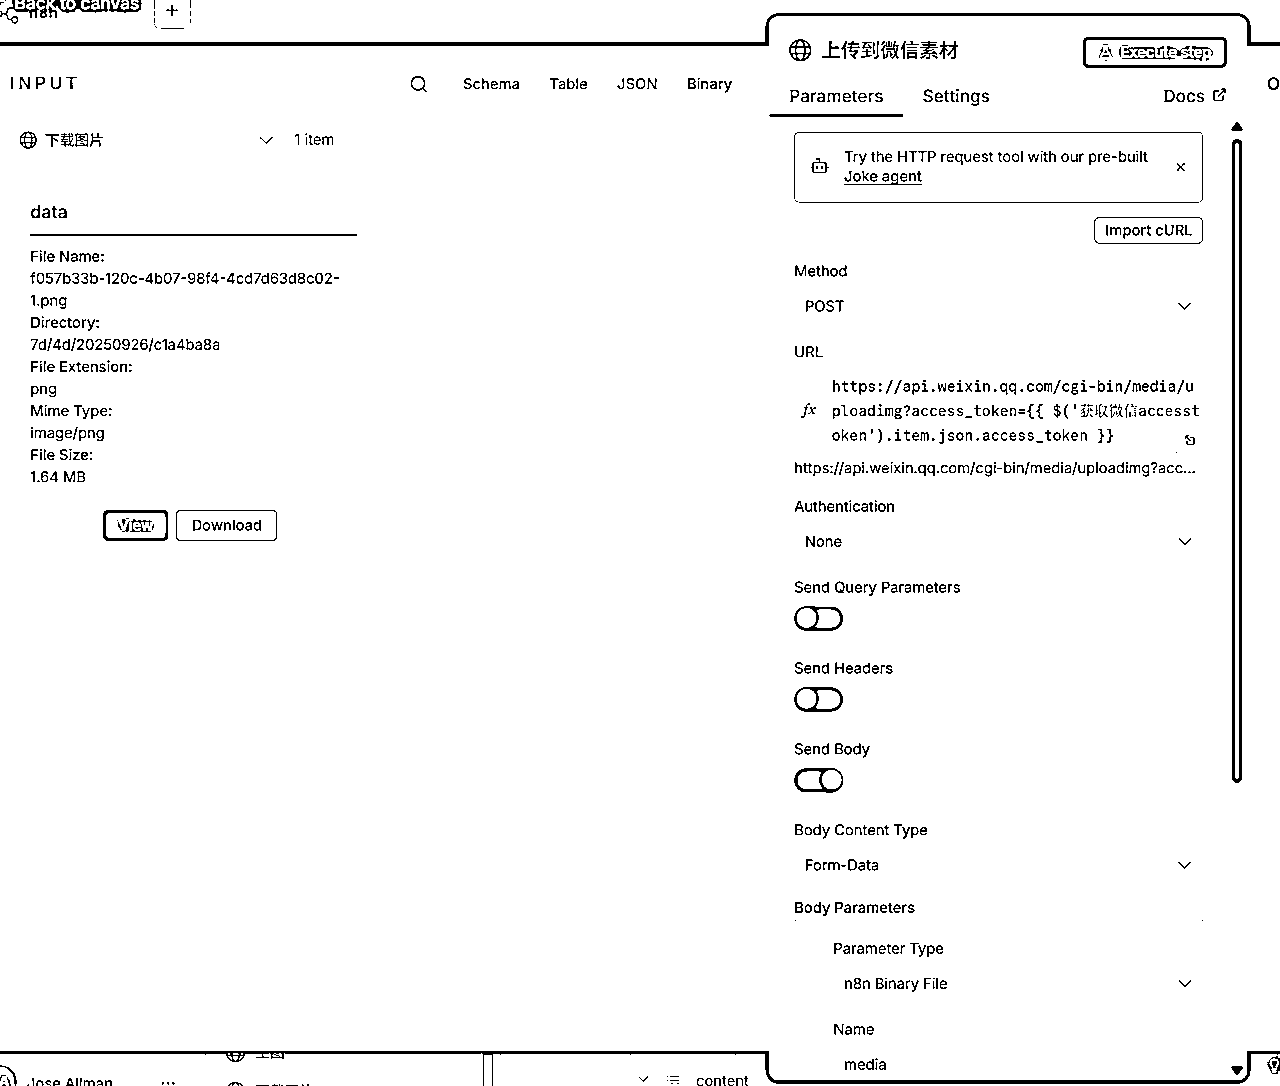 Back to canvas
n8n
+
INPUT
Schema
Table
JSON
Binary
下载图片
1 item
data
File Name:
f057b33b-120c-4b07-98f4-4cd7d63d8c02-
1.png
Directory:
7d/4d/20250926/c1a4ba8a
File Extension:
png
Mime Type:
image/png
File Size:
1.64 MB
View
Download
上传到微信素材
Execute step
Parameters
Settings
Docs
Try the HTTP request tool with our pre-built
Joke agent
Import cURL
Method
POST
URL
fx
https://api.weixin.qq.com/cgi-bin/media/u
ploadimg?access_token={{ $('获取微信accesst
oken').item.json.access_token }}
https://api.weixin.qq.com/cgi-bin/media/uploadimg?acc...
Authentication
None
Send Query Parameters
Send Headers
Send Body
Body Content Type
Form-Data
Body Parameters
Parameter Type
n8n Binary File
Name
media
Jose Allman
content